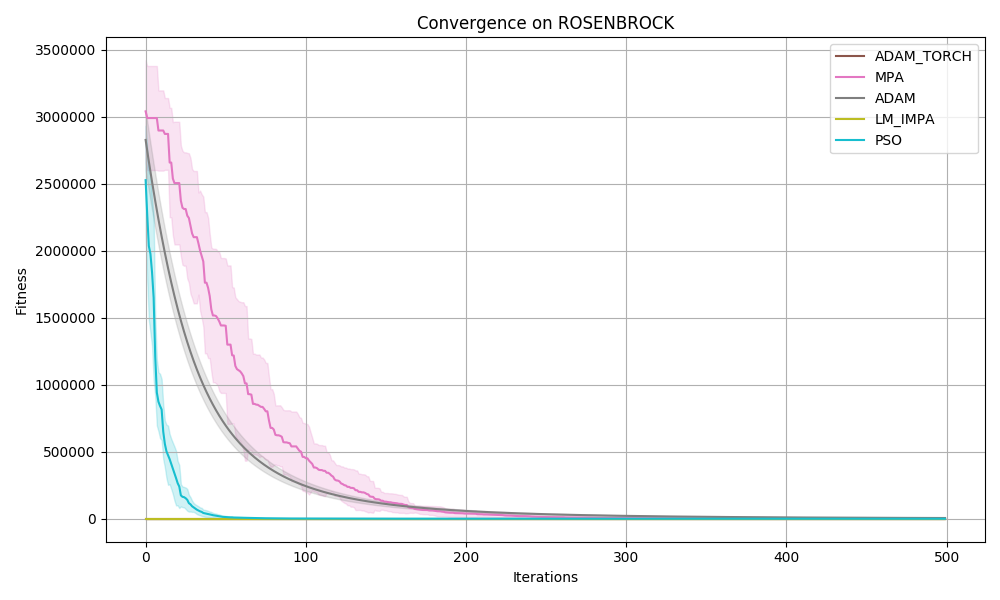 Convergence on ROSENBROCK
3500000
3000000
2500000
2000000
1500000
1000000
500000
0
Fitness
0 100 200 300 400 500
Iterations
ADAM_TORCH
MPA
ADAM
LM_IMPA
PSO